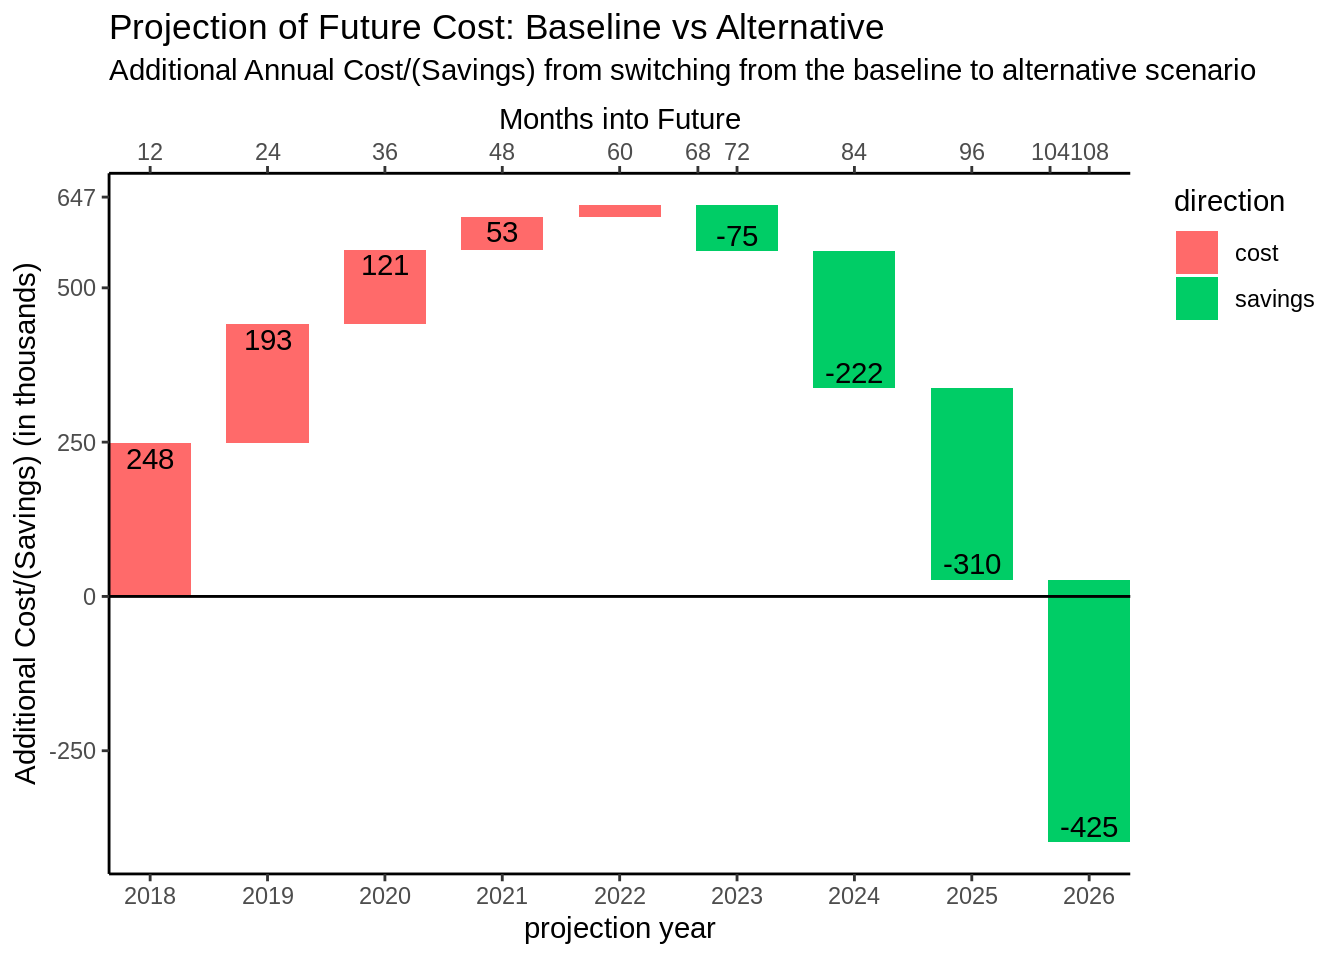 Projection of Future Cost: Baseline vs Alternative
Additional Annual Cost/(Savings) from switching from the baseline to alternative scenario
Months into Future
12 24 36 48 60 68 72 84 96 104 108
Additional Cost/(Savings) (in thousands)
647
500
250
0
-250
248
193
121
53
-75
-222
-310
-425
direction
cost
savings
2018 2019 2020 2021 2022 2023 2024 2025 2026
projection year